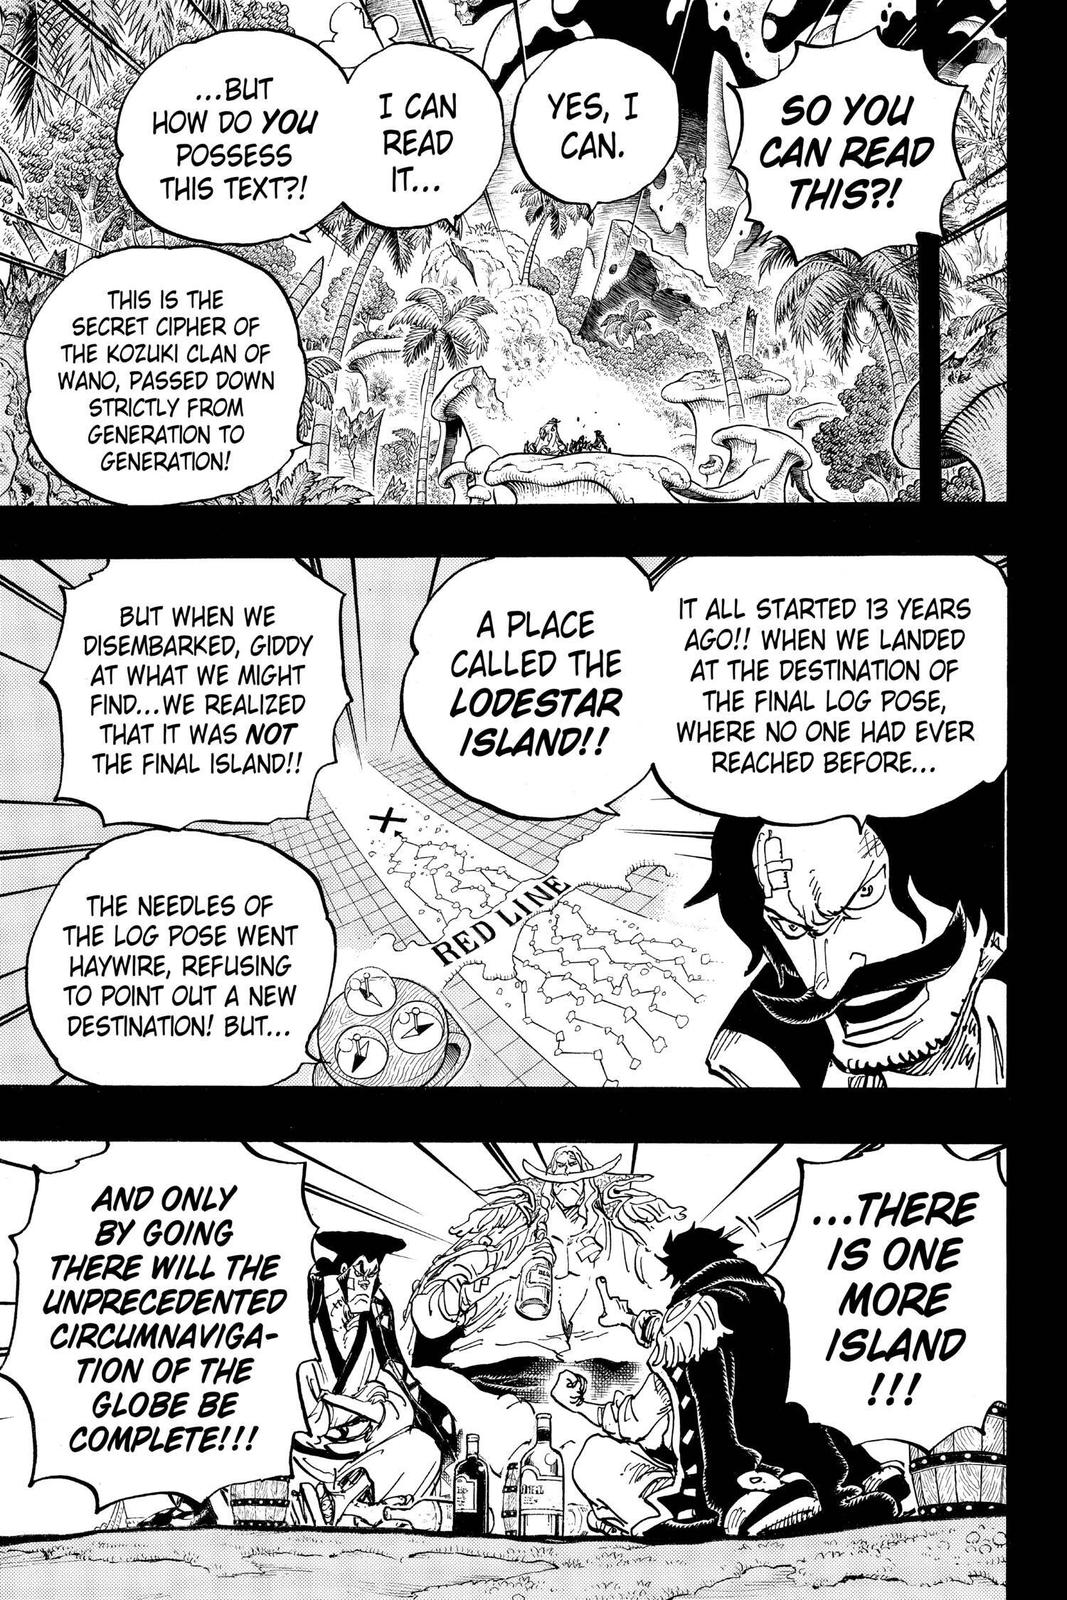 SO YOU
CAN READ
THIS?!
YES, I
CAN.
I CAN
READ
IT...
...BUT
HOW DO YOU
POSSESS
THIS TEXT?!
THIS IS THE
SECRET CIPHER OF
THE KOZUKI CLAN OF
WANO, PASSED DOWN
STRICTLY FROM
GENERATION TO
GENERATION!
IT ALL STARTED 13 YEARS
AGO!! WHEN WE LANDED
AT THE DESTINATION OF
THE FINAL LOG POSE,
WHERE NO ONE HAD EVER
REACHED BEFORE...
A PLACE
CALLED THE
LODESTAR
ISLAND!!
BUT WHEN WE
DISEMBARKED, GIDDY
AT WHAT WE MIGHT
FIND...WE REALIZED
THAT IT WAS NOT
THE FINAL ISLAND!!
RED LINE
THE NEEDLES OF
THE LOG POSE WENT
HAYWIRE, REFUSING
TO POINT OUT A NEW
DESTINATION! BUT...
...THERE
IS ONE
MORE
ISLAND
!!!
AND ONLY
BY GOING
THERE WILL THE
UNPRECEDENTED
CIRCUMNAVIGA-
TION OF THE
GLOBE BE
COMPLETE!!!